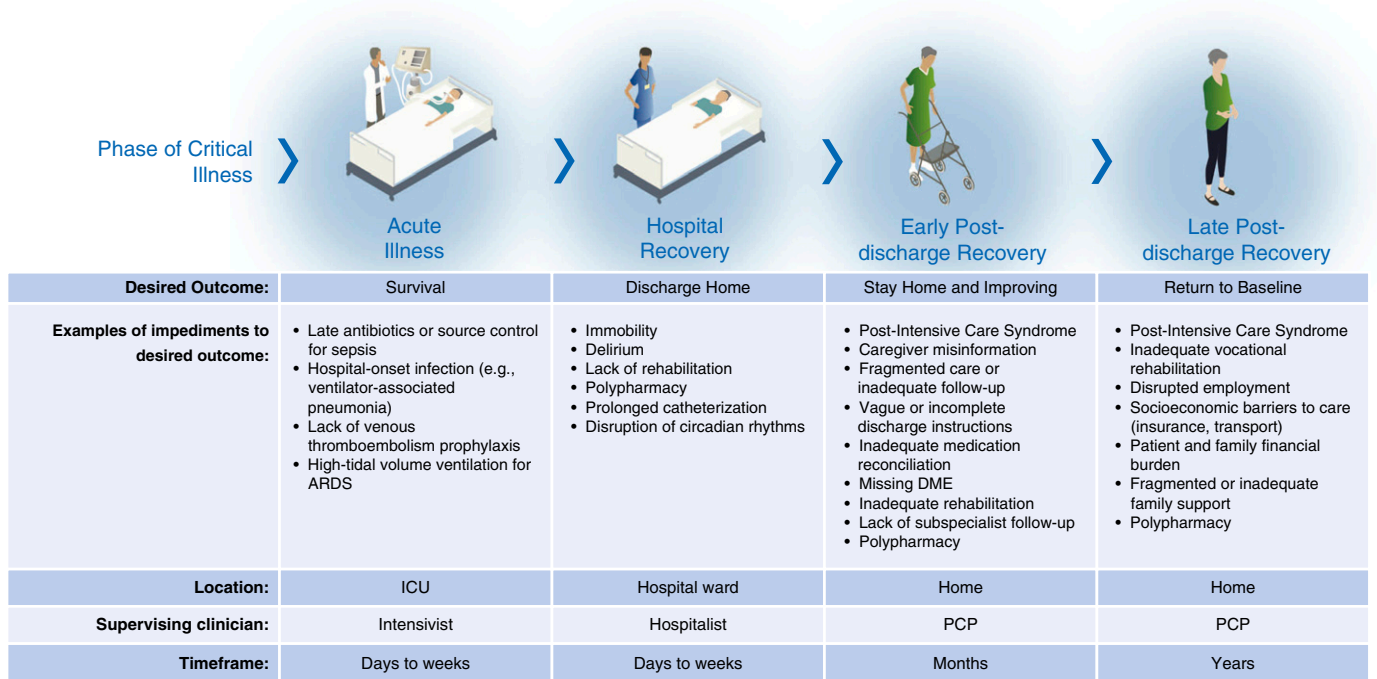 Phase of Critical
Illness
Acute
Illness
Hospital
Recovery
Early Post-
discharge Recovery
Late Post-
discharge Recovery
Desired Outcome:
Survival
Discharge Home
Stay Home and Improving
Return to Baseline
Examples of impediments to
desired outcome:
• Late antibiotics or source control
for sepsis
• Hospital-onset infection (e.g.,
ventilator-associated
pneumonia)
• Lack of venous
thromboembolism prophylaxis
• High-tidal volume ventilation for
ARDS
• Immobility
• Delirium
• Lack of rehabilitation
• Polypharmacy
• Prolonged catheterization
• Disruption of circadian rhythms
• Post-Intensive Care Syndrome
• Caregiver misinformation
• Fragmented care or
inadequate follow-up
• Vague or incomplete
discharge instructions
• Inadequate medication
reconciliation
• Missing DME
• Inadequate rehabilitation
• Lack of subspecialist follow-up
• Polypharmacy
• Post-Intensive Care Syndrome
• Inadequate vocational
rehabilitation
• Disrupted employment
• Socioeconomic barriers to care
(insurance, transport)
• Patient and family financial
burden
• Fragmented or inadequate
family support
• Polypharmacy
Location:
ICU
Hospital ward
Home
Home
Supervising clinician:
Intensivist
Hospitalist
PCP
PCP
Timeframe:
Days to weeks
Days to weeks
Months
Years